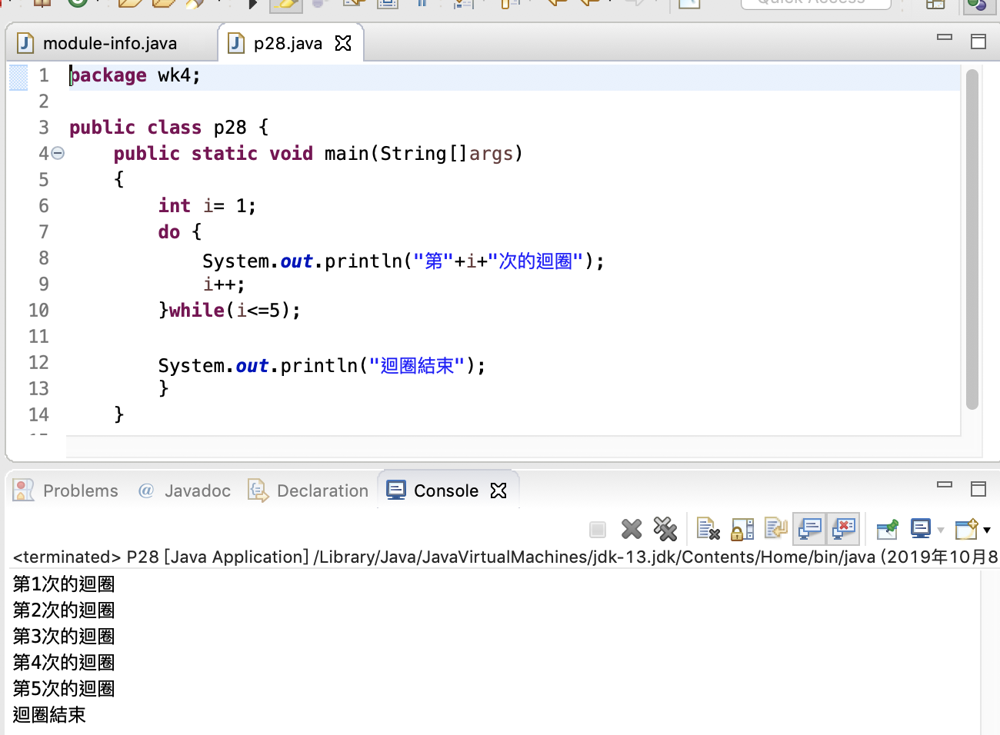 Quick Access
module-info.java
p28.java
1 package wk4;
2
3 public class p28 {
4 public static void main(String[]args)
5 {
6 int i= 1;
7 do {
8 System.out.println("第"+i+"次的迴圈");
9 i++;
10 }while(i<=5);
11
12 System.out.println("迴圈結束");
13 }
14 }
Problems @ Javadoc Declaration Console
<terminated> P28 [Java Application] /Library/Java/JavaVirtualMachines/jdk-13.jdk/Contents/Home/bin/java (2019年10月8
第1次的迴圈
第2次的迴圈
第3次的迴圈
第4次的迴圈
第5次的迴圈
迴圈結束